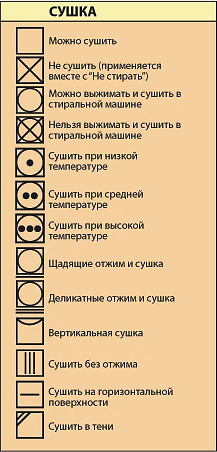 СУШКА
Можно сушить
Не сушить (применяется
вместе с "Не стирать")
Можно выжимать и сушить в
стиральной машине
Нельзя выжимать и сушить в
стиральной машине
Сушить при низкой
температуре
Сушить при средней
температуре
Сушить при высокой
температуре
Щадящие отжим и сушка
Деликатные отжим и сушка
Вертикальная сушка
Сушить без отжима
Сушить на горизонтальной
поверхности
Сушить в тени